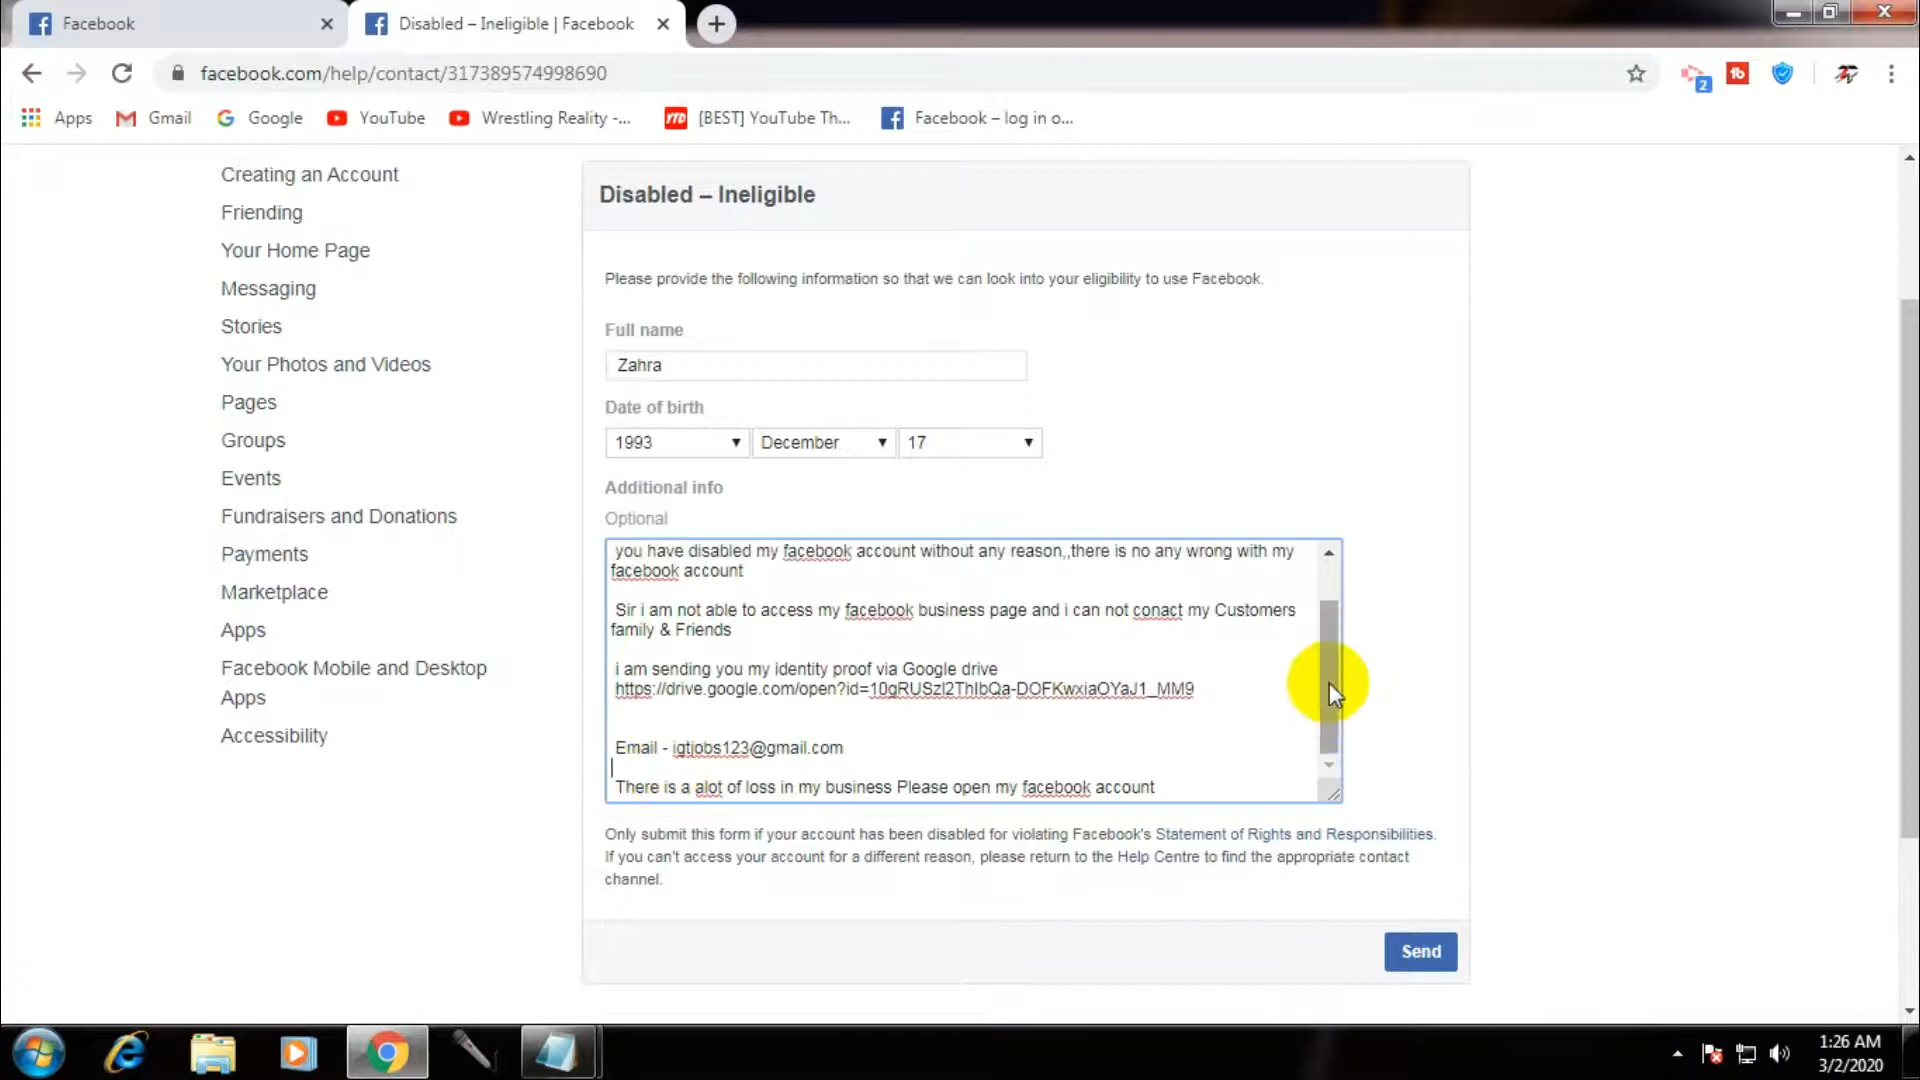 Facebook
Disabled – Ineligible | Facebook
facebook.com/help/contact/317389574998690
2
Apps
Gmail
Google
YouTube
Wrestling Reality -...
YTD
[BEST] YouTube Th...
Facebook – log in o...
Creating an Account
Friending
Your Home Page
Messaging
Stories
Your Photos and Videos
Pages
Groups
Events
Fundraisers and Donations
Payments
Marketplace
Apps
Facebook Mobile and Desktop
Apps
Accessibility
Disabled – Ineligible
Please provide the following information so that we can look into your eligibility to use Facebook.
Full name
Zahra
Date of birth
1993 December 17
Additional info
Optional
you have disabled my facebook account without any reason,,there is no any wrong with my
facebook account
Sir i am not able to access my facebook business page and i can not conact my Customers
family & Friends
i am sending you my identity proof via Google drive
https://drive.google.com/open?id=10gRUSzl2ThIbQa-DOFKwxiaOYaJ1_MM9
Email - igtjobs123@gmail.com
There is a alot of loss in my business Please open my facebook account
Only submit this form if your account has been disabled for violating Facebook's Statement of Rights and Responsibilities.
If you can't access your account for a different reason, please return to the Help Centre to find the appropriate contact
channel.
Send
1:26 AM
3/2/2020